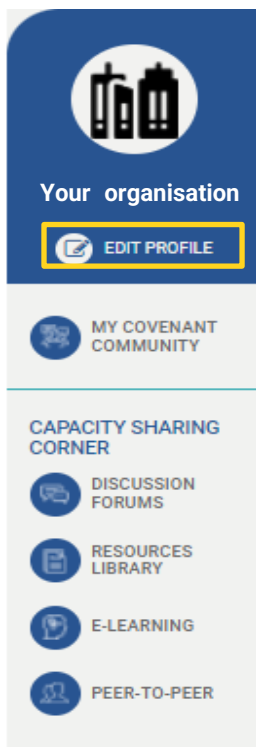 Your organisation
EDIT PROFILE
MY COVENANT
COMMUNITY
CAPACITY SHARING
CORNER
DISCUSSION
FORUMS
RESOURCES
LIBRARY
E-LEARNING
PEER-TO-PEER